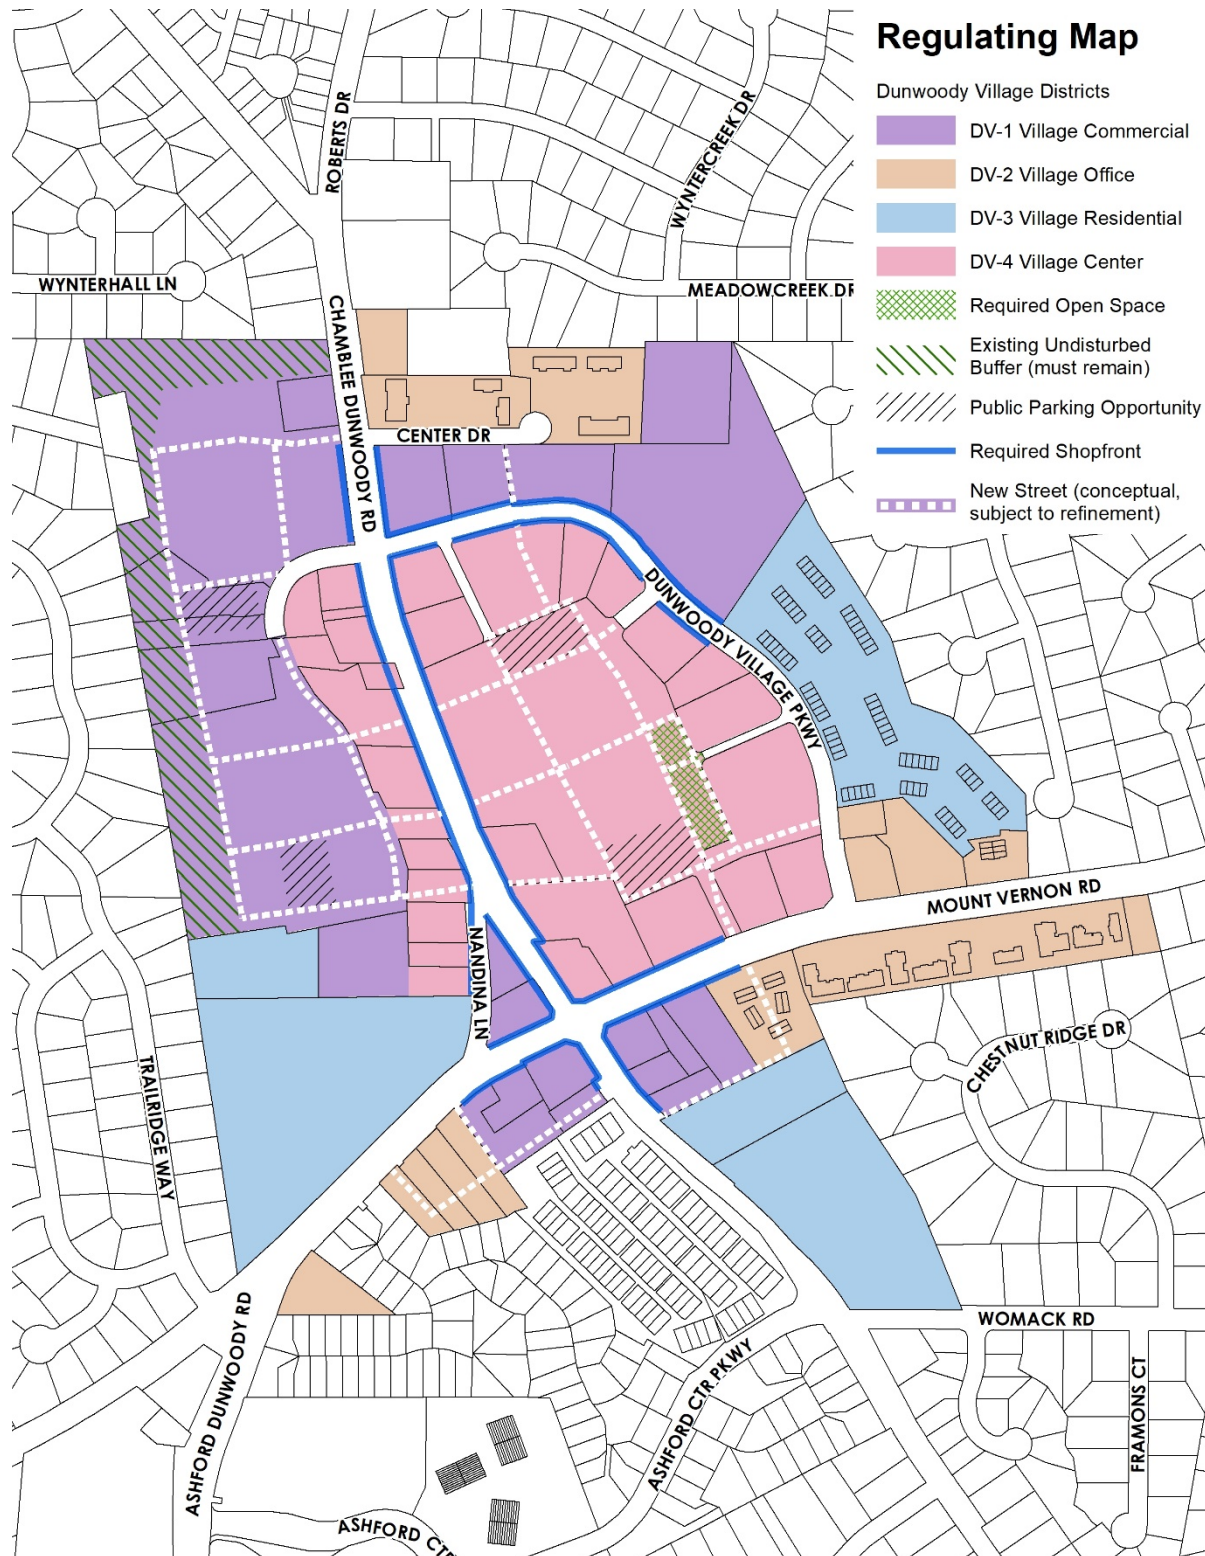 Regulating Map
Dunwoody Village Districts
DV-1 Village Commercial
DV-2 Village Office
DV-3 Village Residential
DV-4 Village Center
Required Open Space
Existing Undisturbed
Buffer (must remain)
Public Parking Opportunity
Required Shopfront
New Street (conceptual,
subject to refinement)
ROBERTS DR
WYNTERCREEK DR
WYNTERHALL LN
MEADOWCREEK DR
CHAMBLEE DUNWOODY RD
CENTER DR
DUNWOODY VILLAGE PKWY
MOUNT VERNON RD
NANDINA LN
CHESTNUT RIDGE DR
TRAILRIDGE WAY
WOMACK RD
ASHFORD DUNWOODY RD
ASHFORD CTR PKWY
FRAMONS CT
ASHFORD CTR